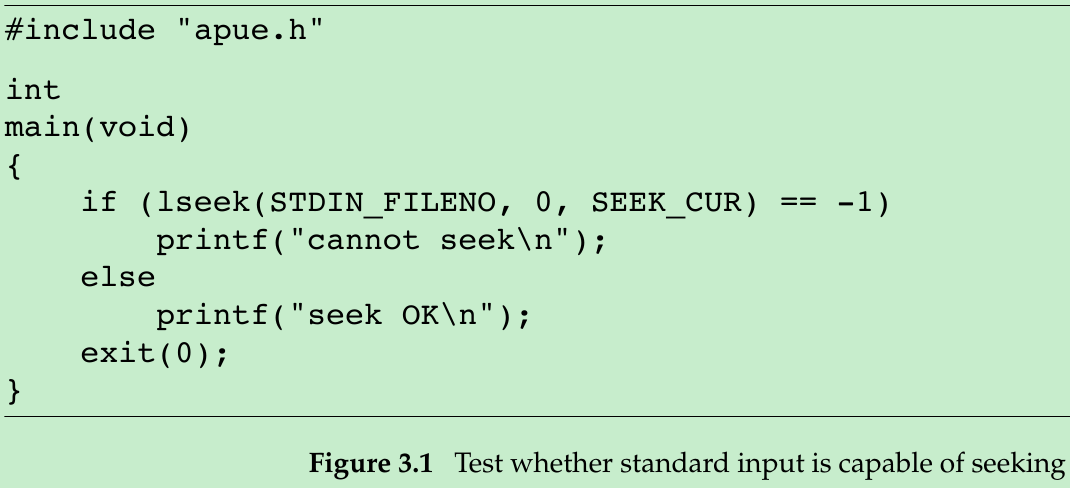 #include "apue.h"
int
main(void)
{
    if (lseek(STDIN_FILENO, 0, SEEK_CUR) == -1)
        printf("cannot seek\n");
    else
        printf("seek OK\n");
    exit(0);
}
Figure 3.1 Test whether standard input is capable of seeking